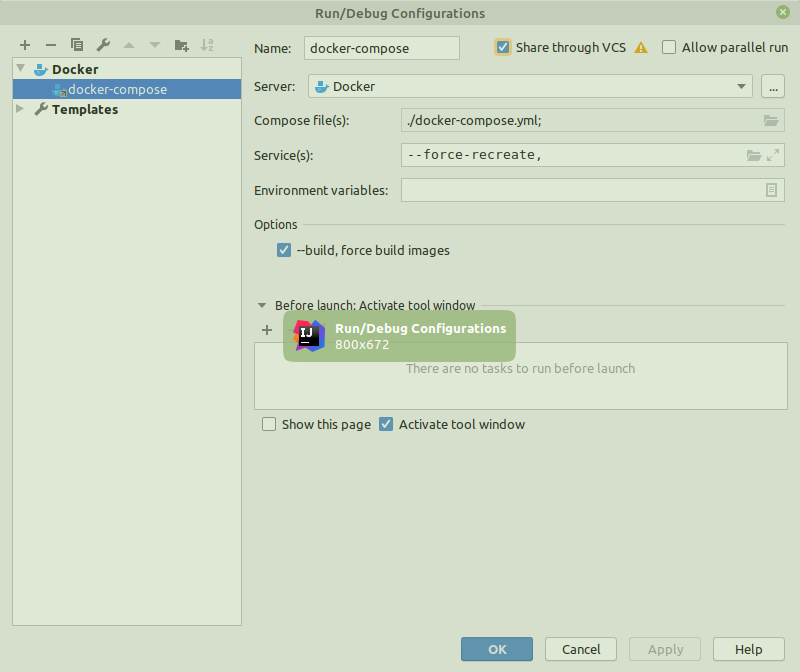 Run/Debug Configurations
Name: docker-compose Share through VCS Allow parallel run
Docker
docker-compose
Templates
Server: Docker ...
Compose file(s): ./docker-compose.yml;
Service(s): --force-recreate,
Environment variables:
Options
--build, force build images
Before launch: Activate tool window
IJ
Run/Debug Configurations
800x672
There are no tasks to run before launch
Show this page Activate tool window
OK Cancel Apply Help